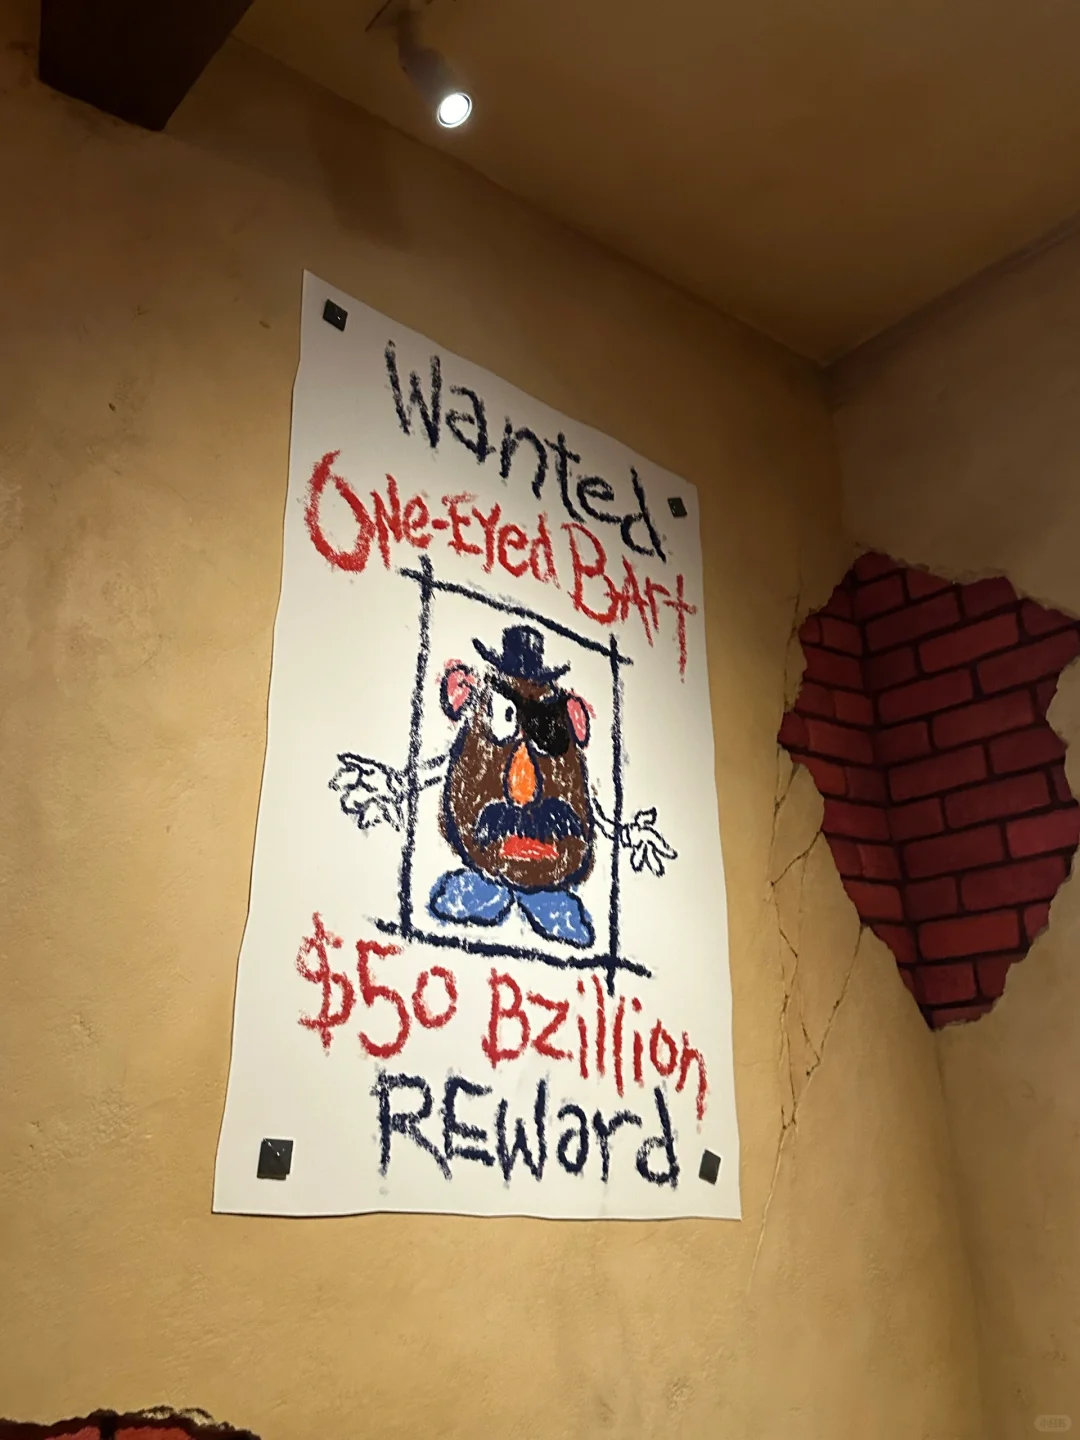 Wanted
One-Eyed BArt
$50 Bzillion
REWard